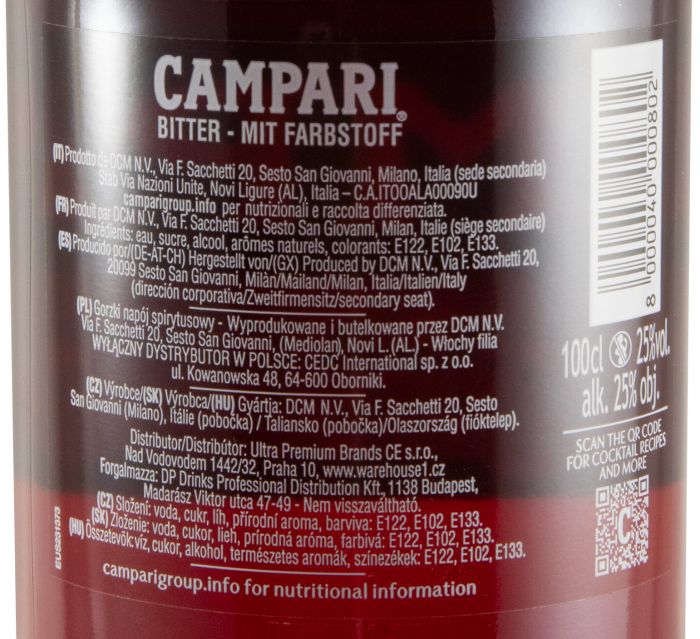 CAMPARI®
BITTER - MIT FARBSTOFF
(IT) Prodotto da DCM N.V., Via F. Sacchetti 20, Sesto San Giovanni, Milano, Italia (sede secondaria)
Stab Via Nazioni Unite, Novi Ligure (AL), Italia – C.A.IT00ALA00090U
camparigroup.info per nutrizionali e raccolta differenziata.
(FR) Produit par DCM N.V., Via F. Sacchetti 20, Sesto San Giovanni, Milan, Italie (siège secondaire)
Ingrédients: eau, sucre, alcool, arômes naturels, colorants: E122, E102, E133.
(ES) Producido por/(DE-AT-CH) Hergestellt von/(GX) Produced by DCM N.V., Via F. Sacchetti 20,
20099 Sesto San Giovanni, Milàn/Mailand/Milan, Italia/Italien/Italy
(dirección corporativa/Zweitfirmensitz/secondary seat).
(PL) Gorzki napój spirytusowy - Wyprodukowane i butelkowane przez DCM N.V.
Via F. Sacchetti 20, Sesto San Giovanni, (Mediolan), Novi L. (AL) - Włochy filia
WYŁĄCZNY DYSTRYBUTOR W POLSCE: CEDC International sp. z o.o.
ul. Kowanowska 48, 64-600 Oborniki.
(CZ) Výrobce/(SK) Výrobca/(HU) Gyártja: DCM N.V., Via F. Sacchetti 20, Sesto
San Giovanni (Milano), Itálie (pobočka) / Taliansko (pobočka)/Olaszország (fióktelep).
Distributor/Distribútor: Ultra Premium Brands CE s.r.o.,
Nad Vodovodem 1442/32, Praha 10, www.warehouse1.cz
Forgalmazza: DP Drinks Professional Distribution Kft., 1138 Budapest,
Madarász Viktor utca 47-49 - Nem visszaváltható.
(CZ) Složení: voda, cukr, líh, přírodní aroma, barviva: E122, E102, E133.
(SK) Zloženie: voda, cukor, lieh, prírodná aróma, farbivá: E122, E102, E133.
(HU) Összetevők: víz, cukor, alkohol, természetes aromák, színezékek: E122, E102, E133.
camparigroup.info for nutritional information
EUS231373
8 000040 000802
100cl 25%vol.
alk. 25% obj.
SCAN THE QR CODE
FOR COCKTAIL RECIPES
AND MORE
C